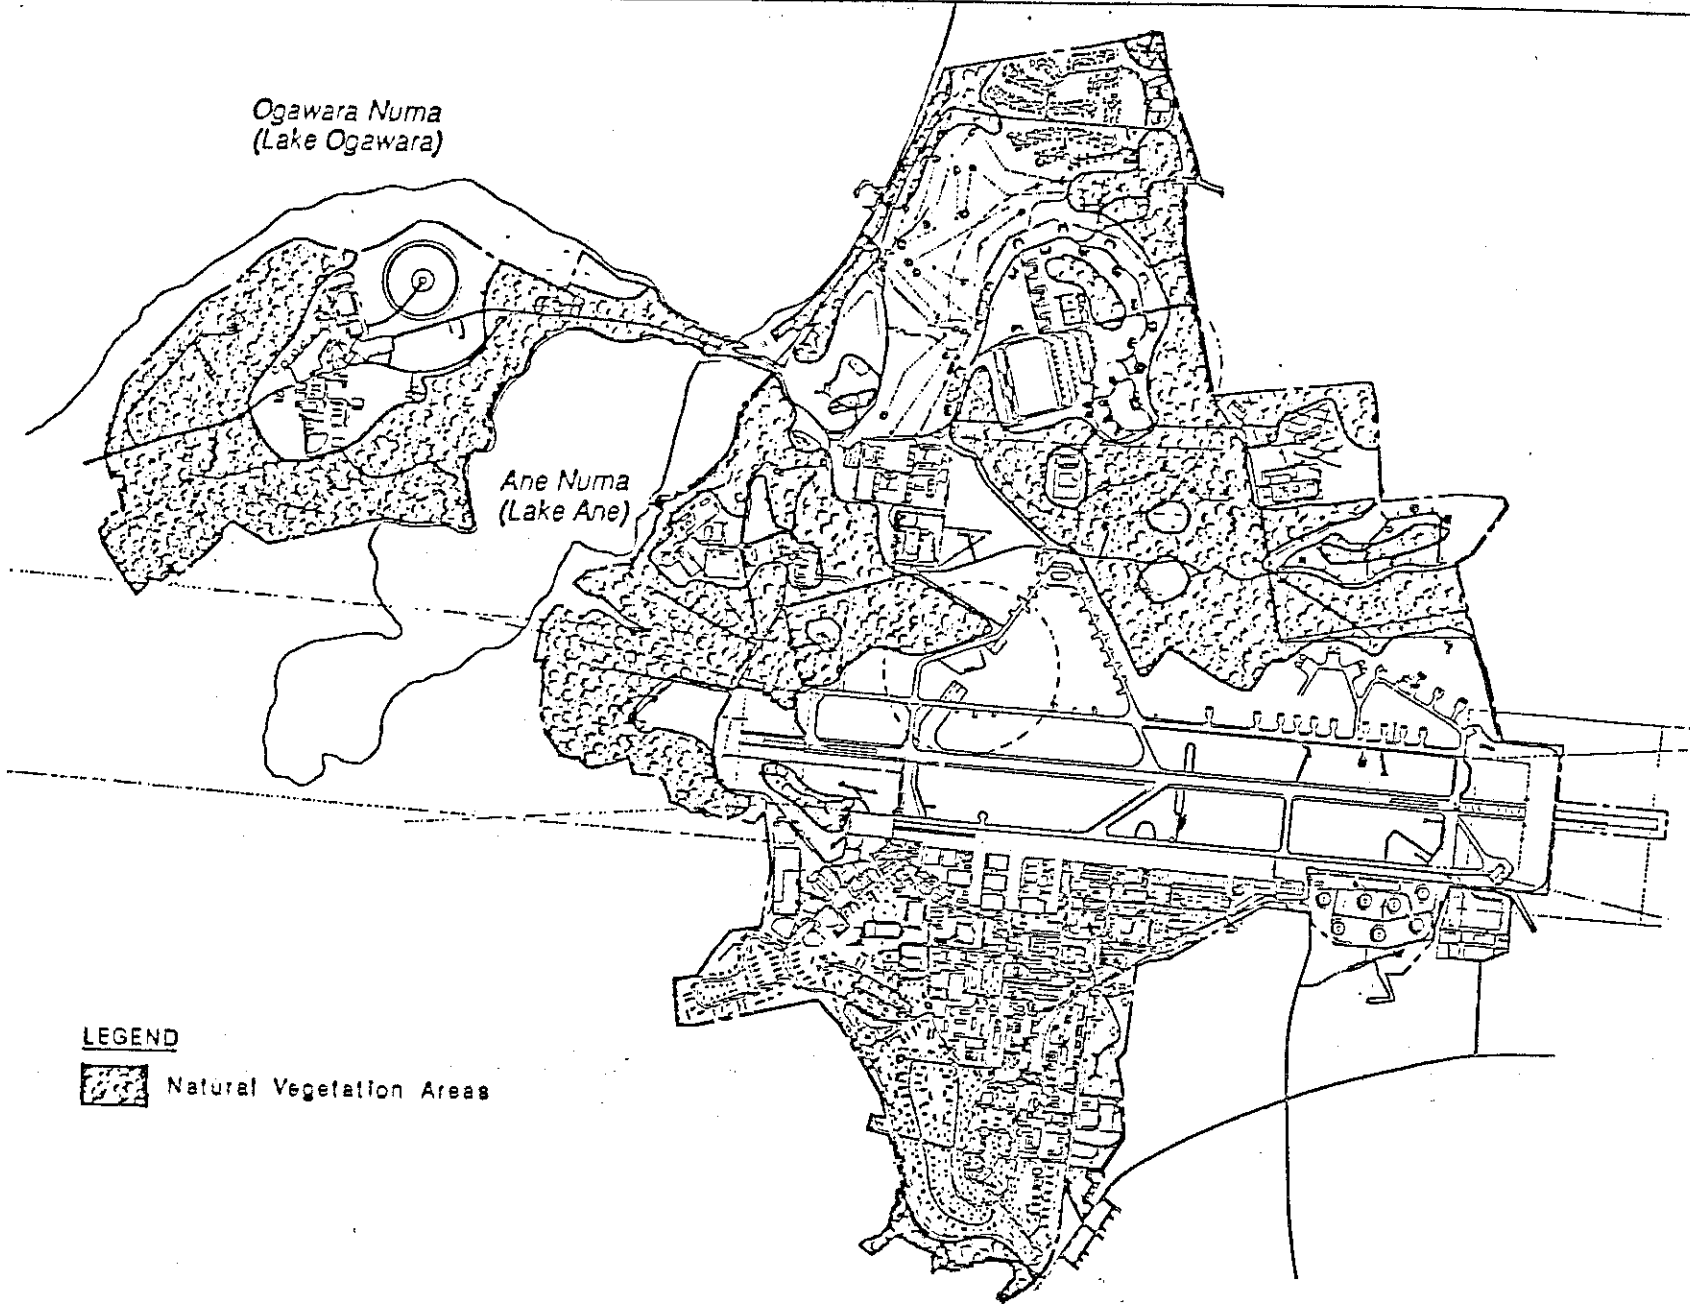 Ogawara Numa
(Lake Ogawara)
Ane Numa
(Lake Ane)
LEGEND
Natural Vegetation Areas